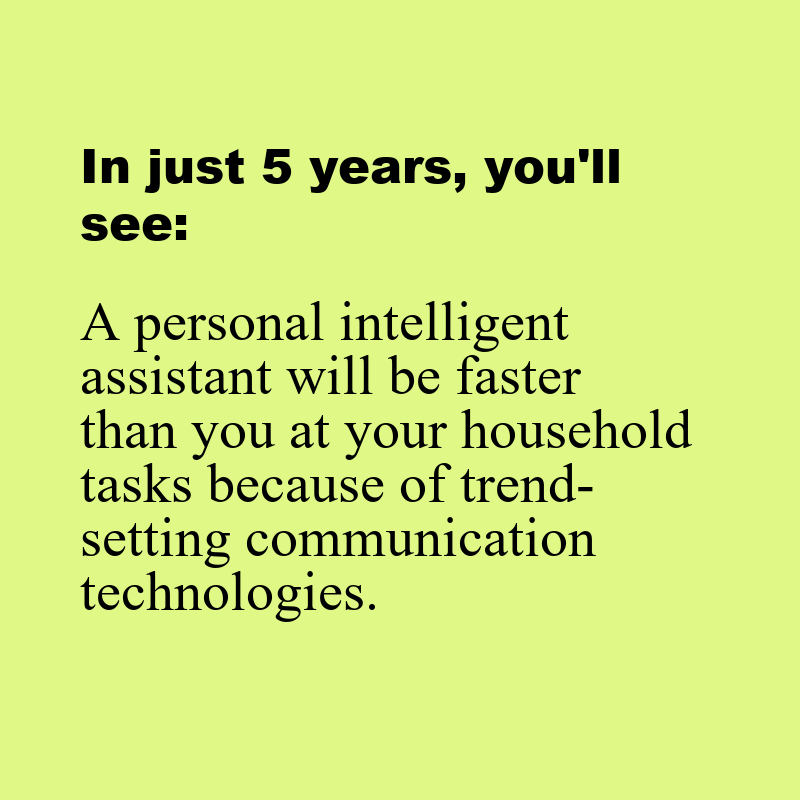 In just 5 years, you'll
see:
A personal intelligent
assistant will be faster
than you at your household
tasks because of trend-
setting communication
technologies.